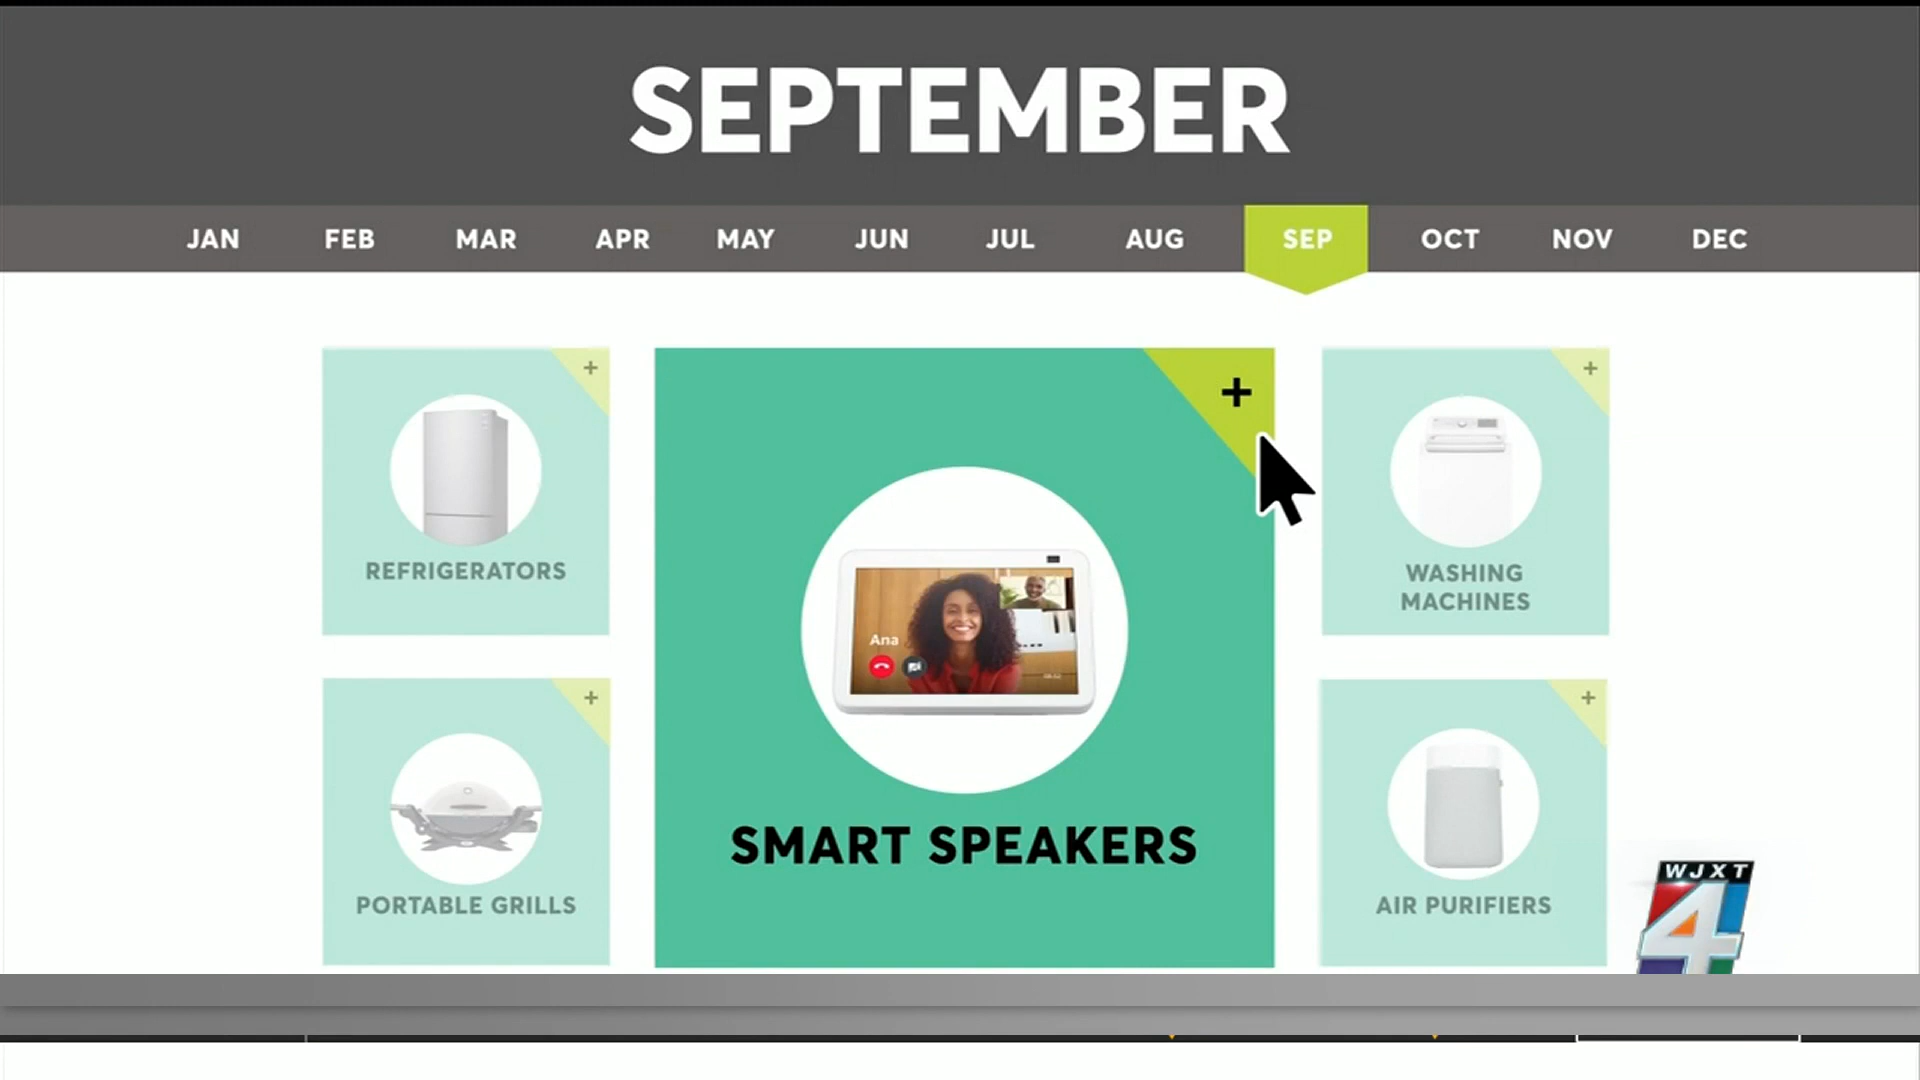 SEPTEMBER
JAN FEB MAR APR MAY JUN JUL AUG SEP OCT NOV DEC
+
REFRIGERATORS
+
PORTABLE GRILLS
+
Ana
SMART SPEAKERS
+
WASHING
MACHINES
+
AIR PURIFIERS
WJXT
4